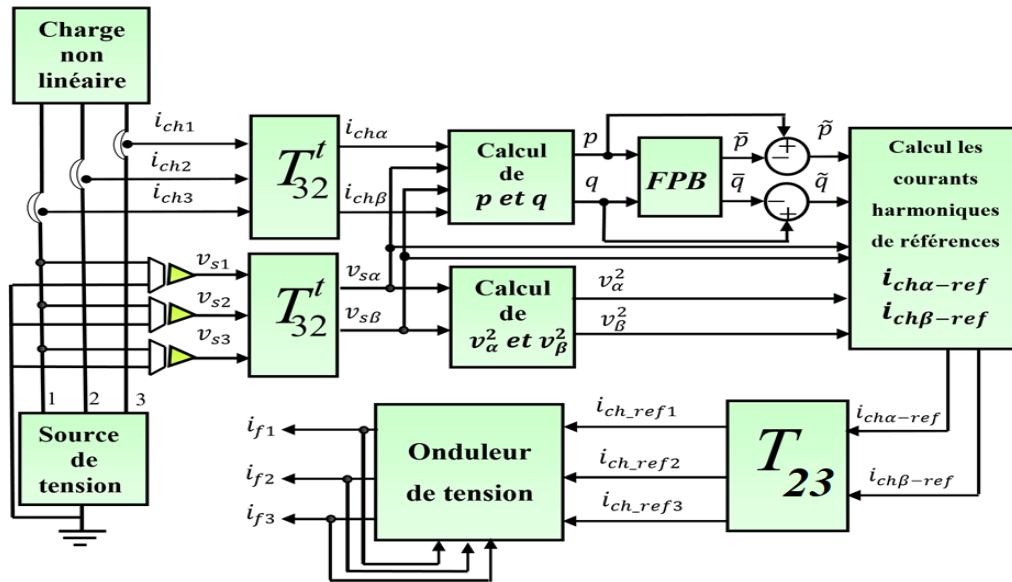 Charge
non
linéaire
i_ch1
i_ch2
i_ch3
T^t_32
i_chα
i_chβ
Calcul
de
p et q
p
q
FPB
p̄
q̄
+
−
−
+
p̃
q̃
Calcul les
courants
harmoniques
de références
i_chα−ref
i_chβ−ref
v_s1
v_s2
v_s3
T^t_32
v_sα
v_sβ
Calcul
de
v²_α et v²_β
v²_α
v²_β
1 2 3
Source
de
tension
i_f1
i_f2
i_f3
Onduleur
de tension
i_ch_ref1
i_ch_ref2
i_ch_ref3
T_23
i_chα−ref
i_chβ−ref